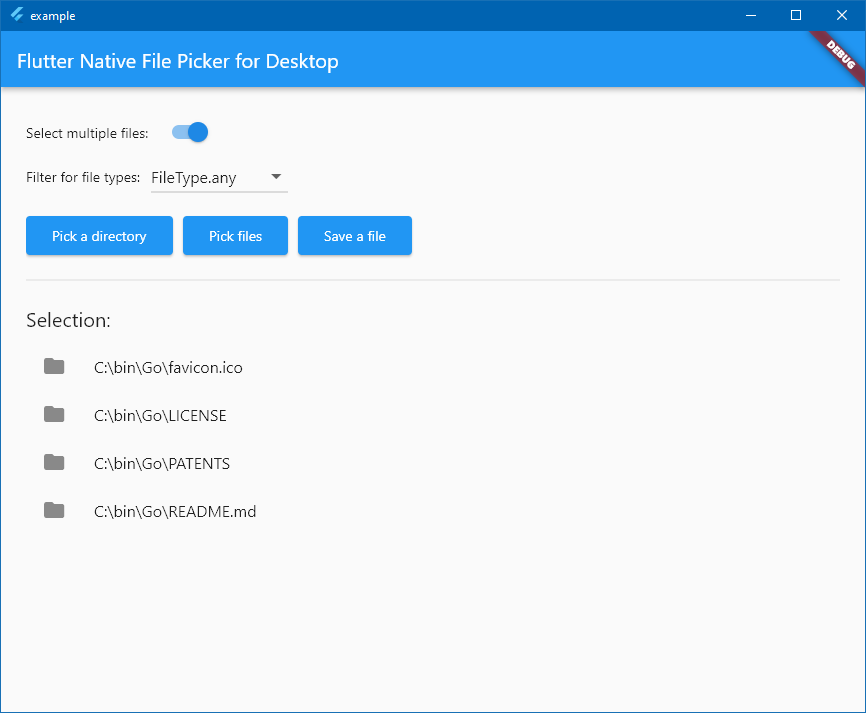 example
Flutter Native File Picker for Desktop
DEBUG
Select multiple files:
Filter for file types: FileType.any
Pick a directory Pick files Save a file
Selection:
C:\bin\Go\favicon.ico
C:\bin\Go\LICENSE
C:\bin\Go\PATENTS
C:\bin\Go\README.md